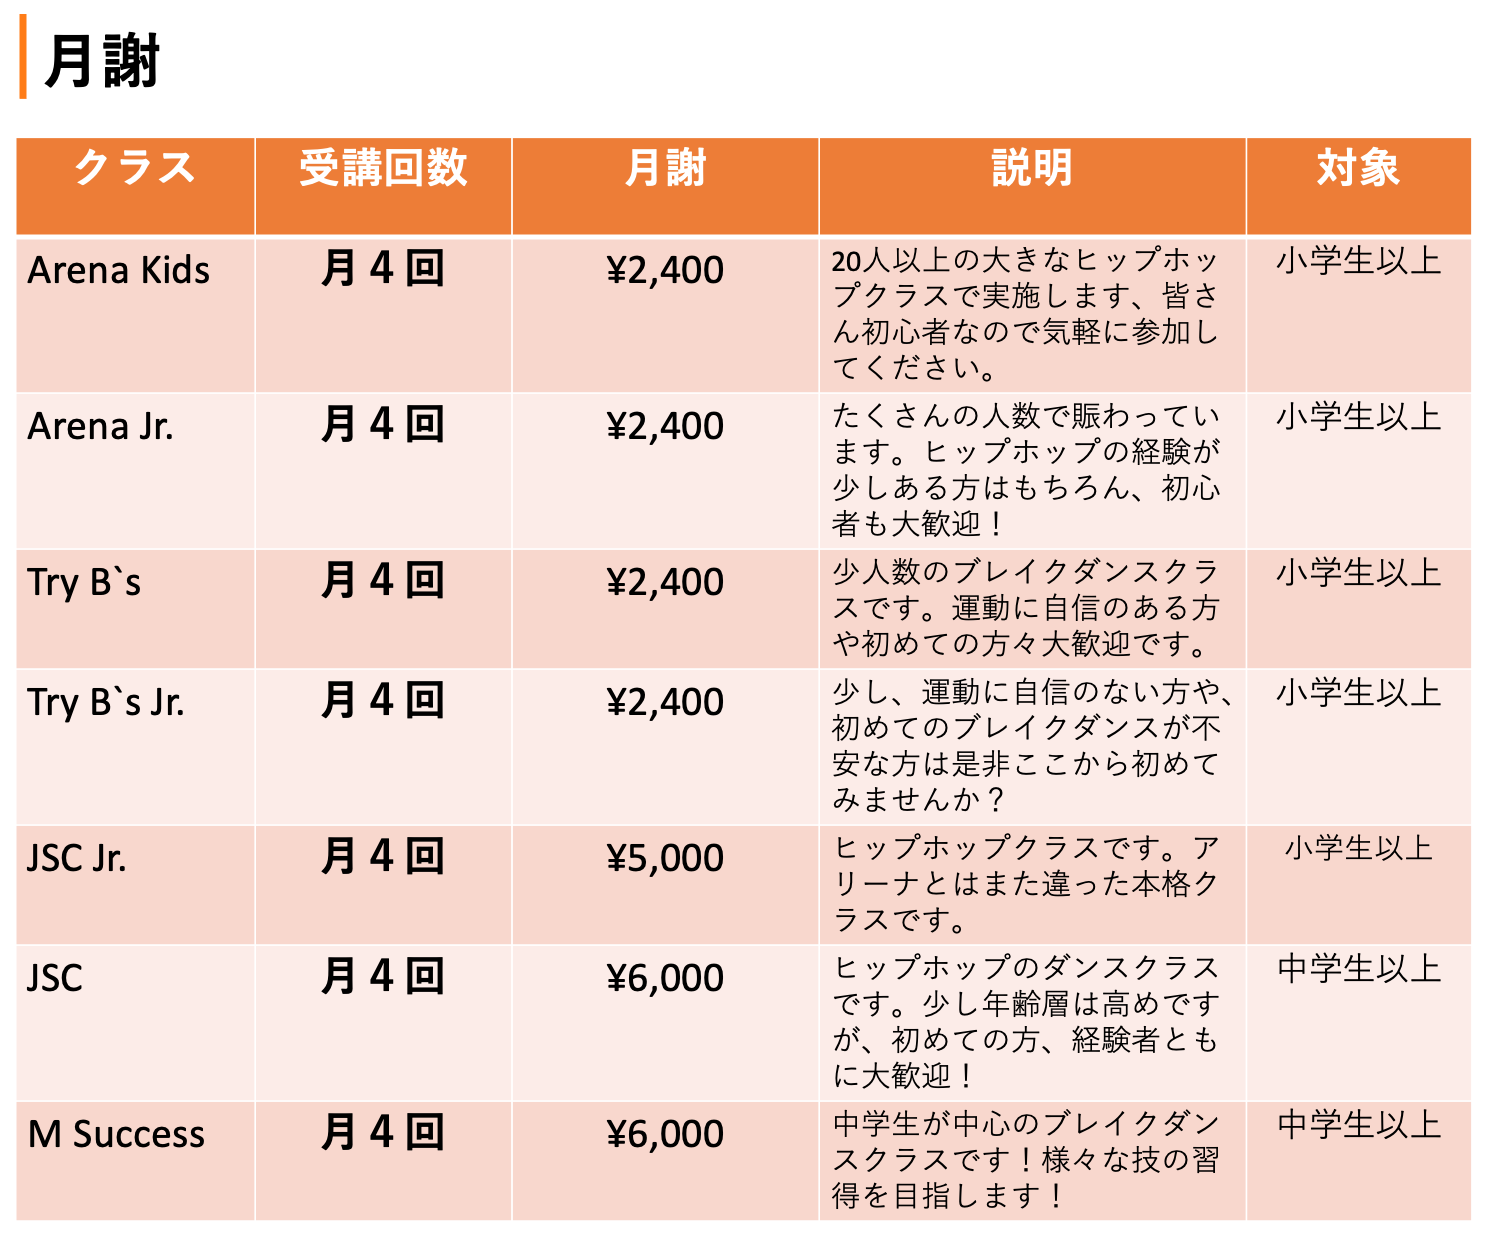 月謝
クラス 受講回数 月謝 説明 対象
Arena Kids 月４回 ¥2,400 20人以上の大きなヒップホッ 小学生以上
プクラスで実施します、皆さ
ん初心者なので気軽に参加し
てください。
Arena Jr. 月４回 ¥2,400 たくさんの人数で賑わってい 小学生以上
ます。ヒップホップの経験が
少しある方はもちろん、初心
者も大歓迎！
Try B`s 月４回 ¥2,400 少人数のブレイクダンスクラ 小学生以上
スです。運動に自信のある方
や初めての方々大歓迎です。
Try B`s Jr. 月４回 ¥2,400 少し、運動に自信のない方や、 小学生以上
初めてのブレイクダンスが不
安な方は是非ここから初めて
みませんか？
JSC Jr. 月４回 ¥5,000 ヒップホップクラスです。ア 小学生以上
リーナとはまた違った本格ク
ラスです。
JSC 月４回 ¥6,000 ヒップホップのダンスクラス 中学生以上
です。少し年齢層は高めです
が、初めての方、経験者とも
に大歓迎！
M Success 月４回 ¥6,000 中学生が中心のブレイクダン 中学生以上
スクラスです！様々な技の習
得を目指します！